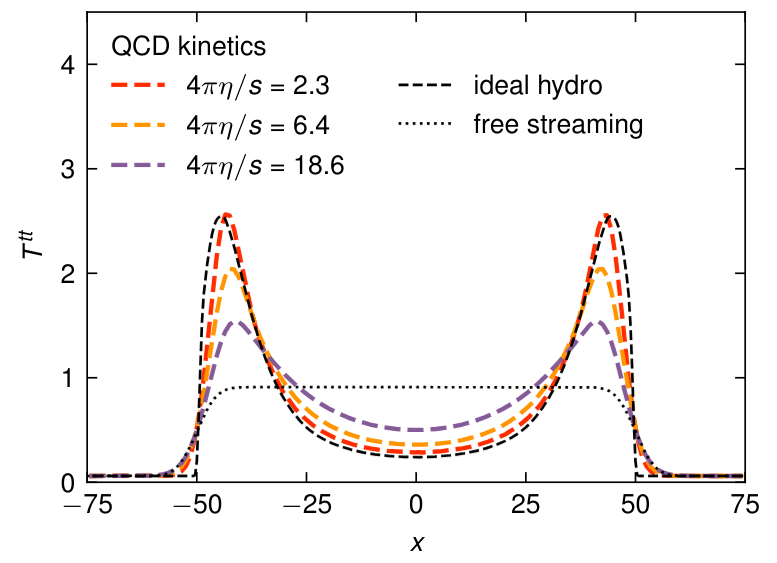 QCD kinetics
4πη/s = 2.3
4πη/s = 6.4
4πη/s = 18.6
ideal hydro
free streaming
T^{tt}
4
3
2
1
0
−75
−50
−25
0
25
50
75
x